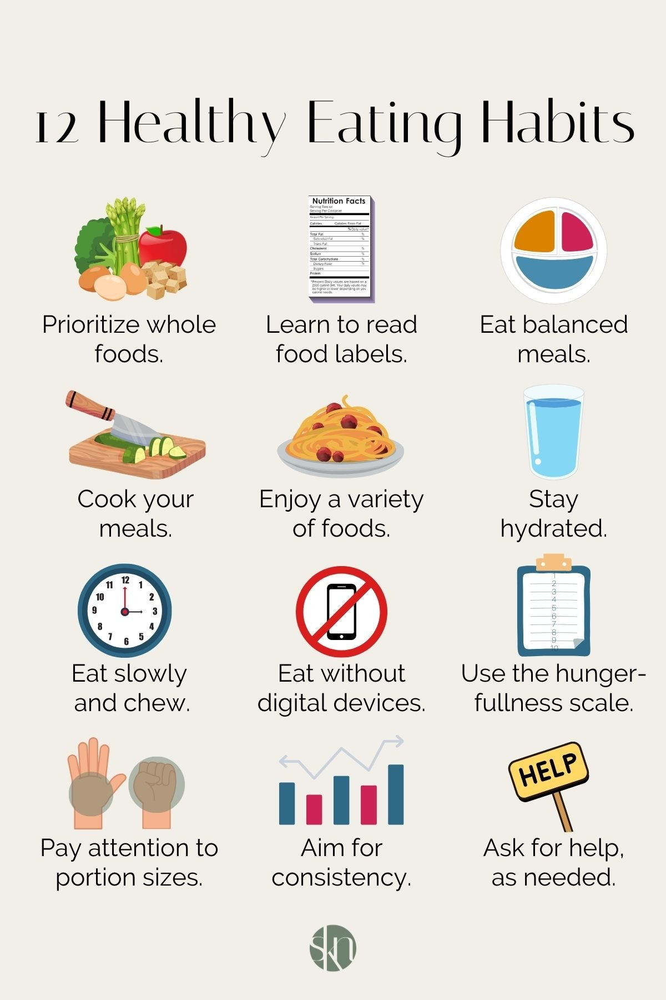 12 Healthy Eating Habits
Nutrition Facts
Serving Size oz.
Serving Per Container
Amount Per Serving:
Calories Calories From Fat
% Daily value*
Total Fat %
Saturated Fat %
Trans Fat
Cholesterol %
Sodium %
Total Carbohydrate %
Dietary Fiber %
Sugars
Protein
*Percent Daily values are based on a
2000 calorie diet. Your daily values may
be higher or lower depending on you
calorie needs.
Prioritize whole
foods.
Learn to read
food labels.
Eat balanced
meals.
Cook your
meals.
Enjoy a variety
of foods.
Stay
hydrated.
12
11 1
10 2
9 3
8 4
7 5
6
1
2
3
4
5
6
7
8
9
10
Eat slowly
and chew.
Eat without
digital devices.
Use the hunger-
fullness scale.
HELP
Pay attention to
portion sizes.
Aim for
consistency.
Ask for help,
as needed.
skn